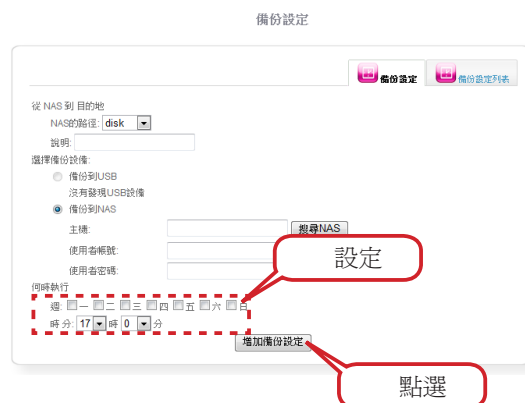 備份設定
備份設定 備份設定列表
從 NAS 到 目的地
NAS的路徑: disk
說明:
選擇備份設備:
備份到USB
沒有發現USB設備
備份到NAS
主機: 搜尋NAS
使用者帳號:
設定
使用者密碼:
何時執行
週: 一 二 三 四 五 六 日
時 分: 17 時 0 分
增加備份設定
點選